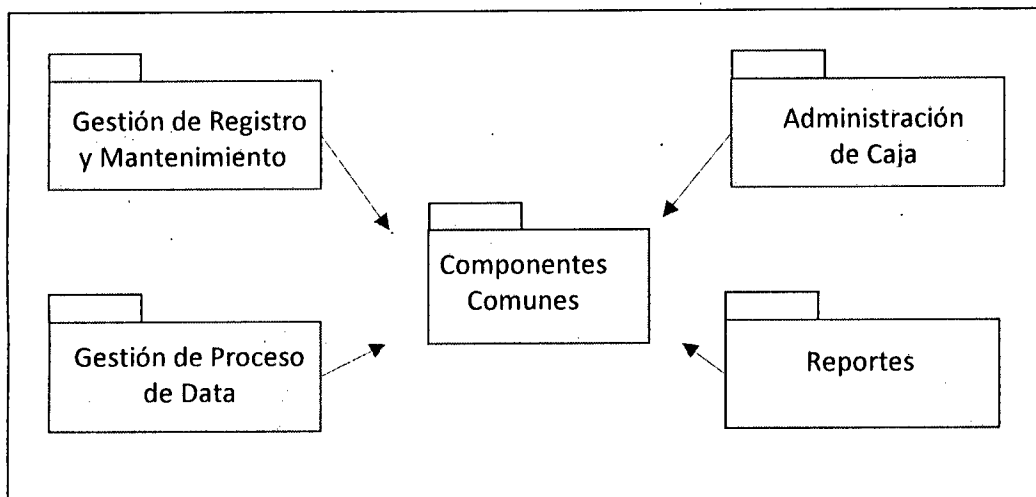 Gestión de Registro
y Mantenimiento
Administración
de Caja
Componentes
Comunes
Gestión de Proceso
de Data
Reportes